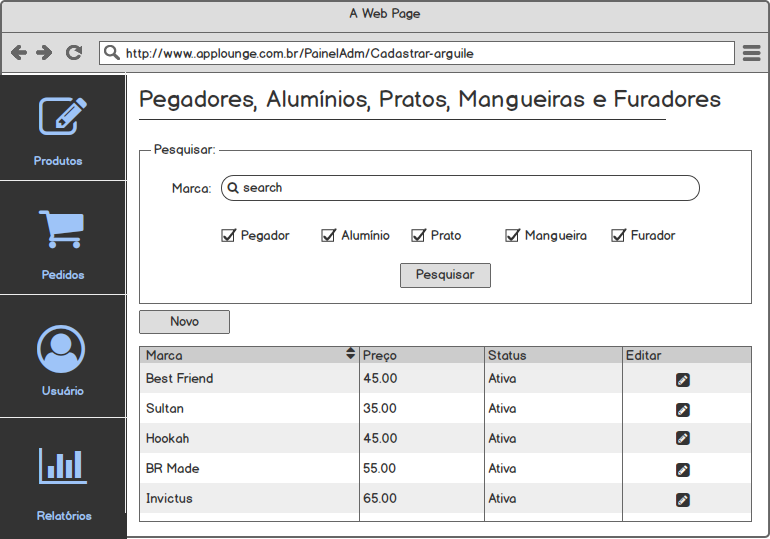 A Web Page
http://www.applounge.com.br/PainelAdm/Cadastrar-arguile
Produtos
Pedidos
Usuário
Relatórios
Pegadores, Alumínios, Pratos, Mangueiras e Furadores
Pesquisar:
Marca: search
Pegador Alumínio Prato Mangueira Furador
Pesquisar
Novo
Marca Preço Status Editar
Best Friend 45.00 Ativa
Sultan 35.00 Ativa
Hookah 45.00 Ativa
BR Made 55.00 Ativa
Invictus 65.00 Ativa